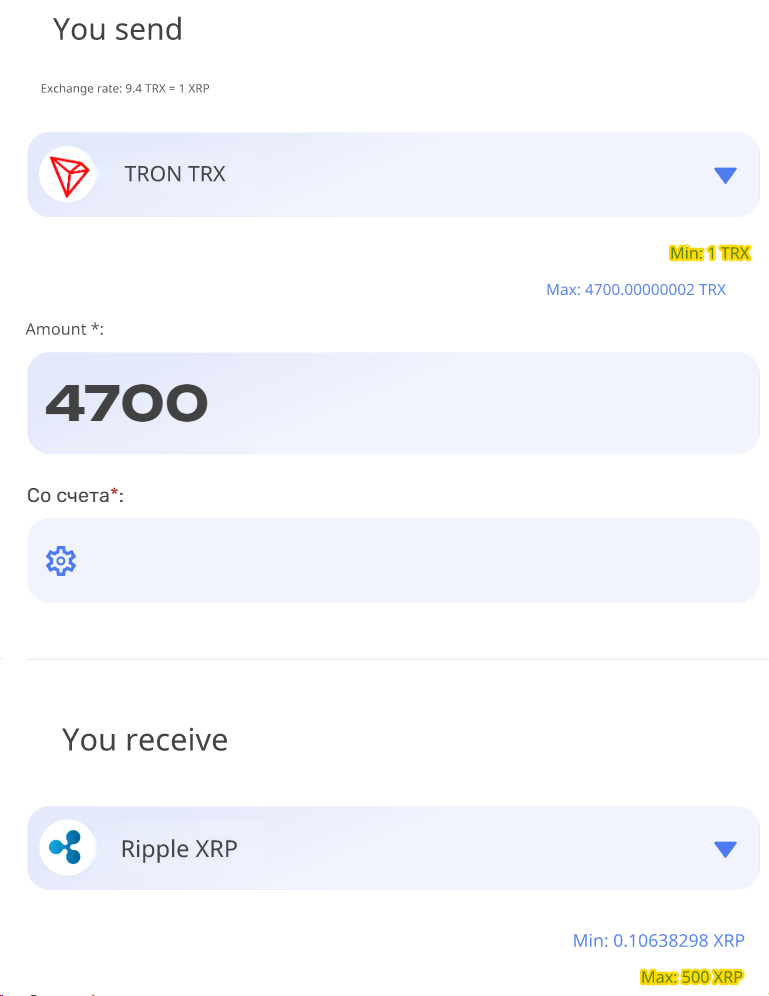 You send
Exchange rate: 9.4 TRX = 1 XRP
TRON TRX
Min: 1 TRX
Max: 4700.00000002 TRX
Amount *:
4700
Со счета*:
You receive
Ripple XRP
Min: 0.10638298 XRP
Max: 500 XRP